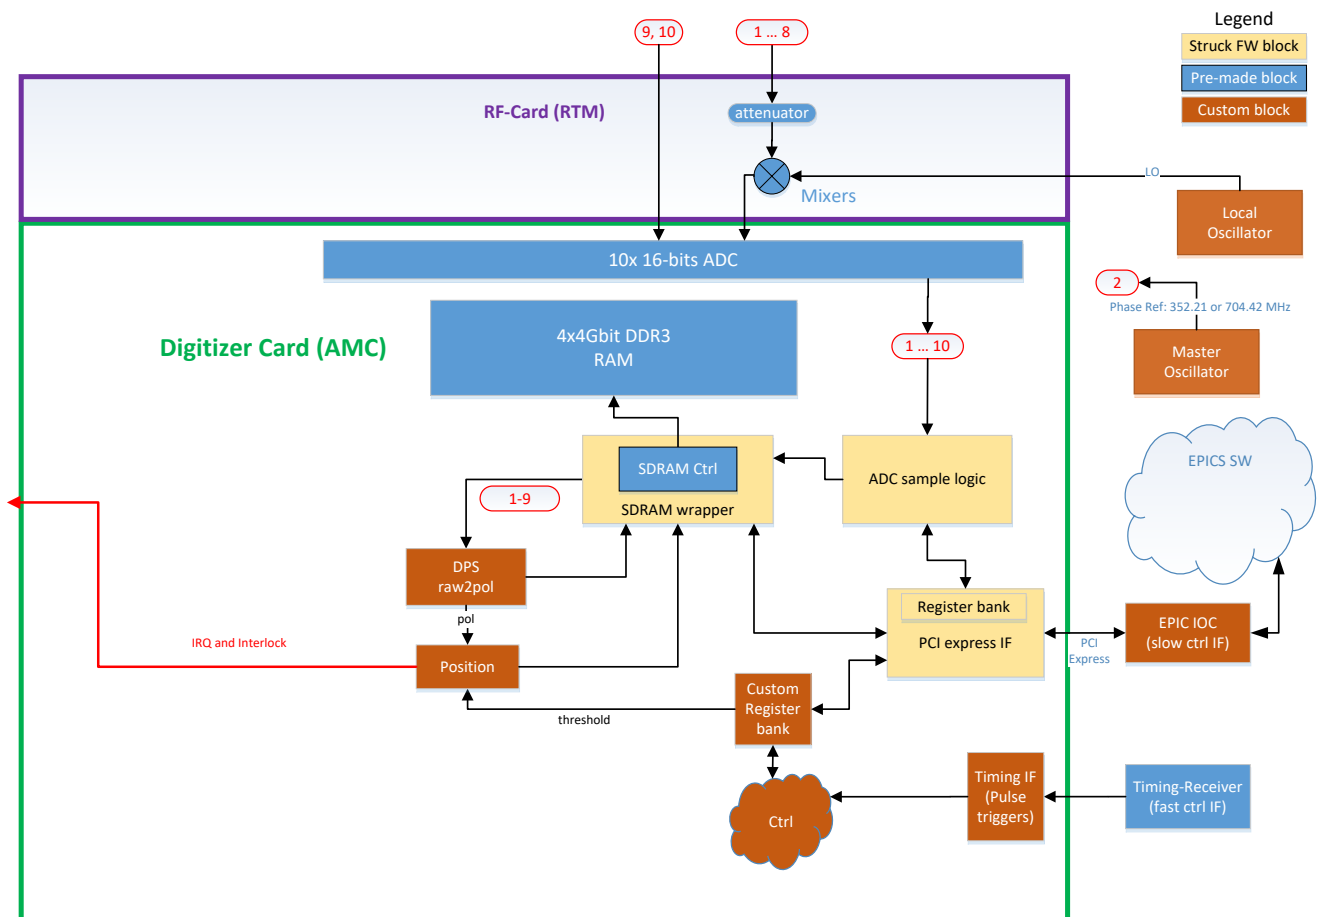 Legend
Struck FW block
Pre-made block
Custom block
9, 10
1 ... 8
RF-Card (RTM)
attenuator
Mixers
LO
Local
Oscillator
10x 16-bits ADC
2
Phase Ref: 352.21 or 704.42 MHz
Master
Oscillator
Digitizer Card (AMC)
4x4Gbit DDR3
RAM
1 ... 10
SDRAM Ctrl
SDRAM wrapper
ADC sample logic
EPICS SW
1-9
DPS
raw2pol
pol
Register bank
PCI express IF
PCI
Express
EPIC IOC
(slow ctrl IF)
IRQ and Interlock
Position
threshold
Custom
Register
bank
Timing IF
(Pulse
triggers)
Timing-Receiver
(fast ctrl IF)
Ctrl